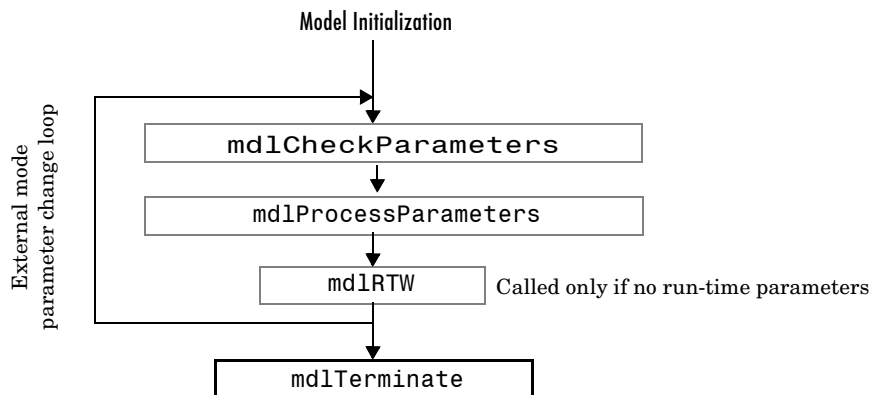 Model Initialization
External mode
parameter change loop
mdlCheckParameters
mdlProcessParameters
mdlRTW
Called only if no run-time parameters
mdlTerminate